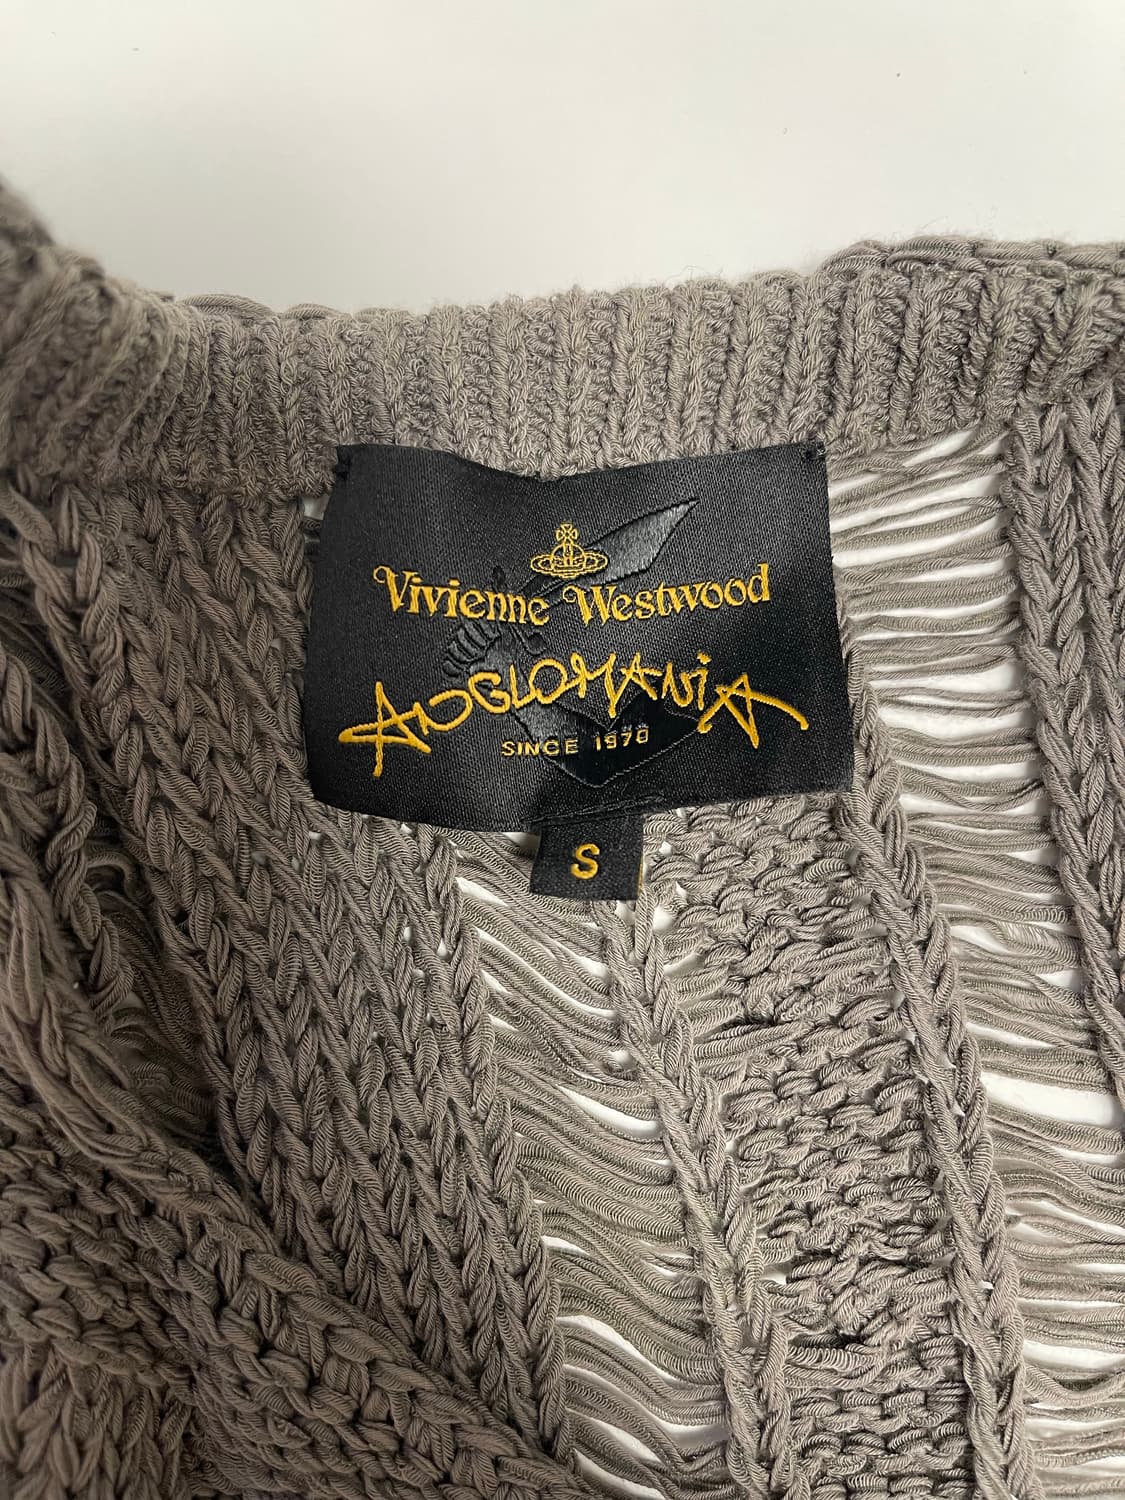 Vivienne Westwood
ANGLOMANIA
SINCE 1970
S